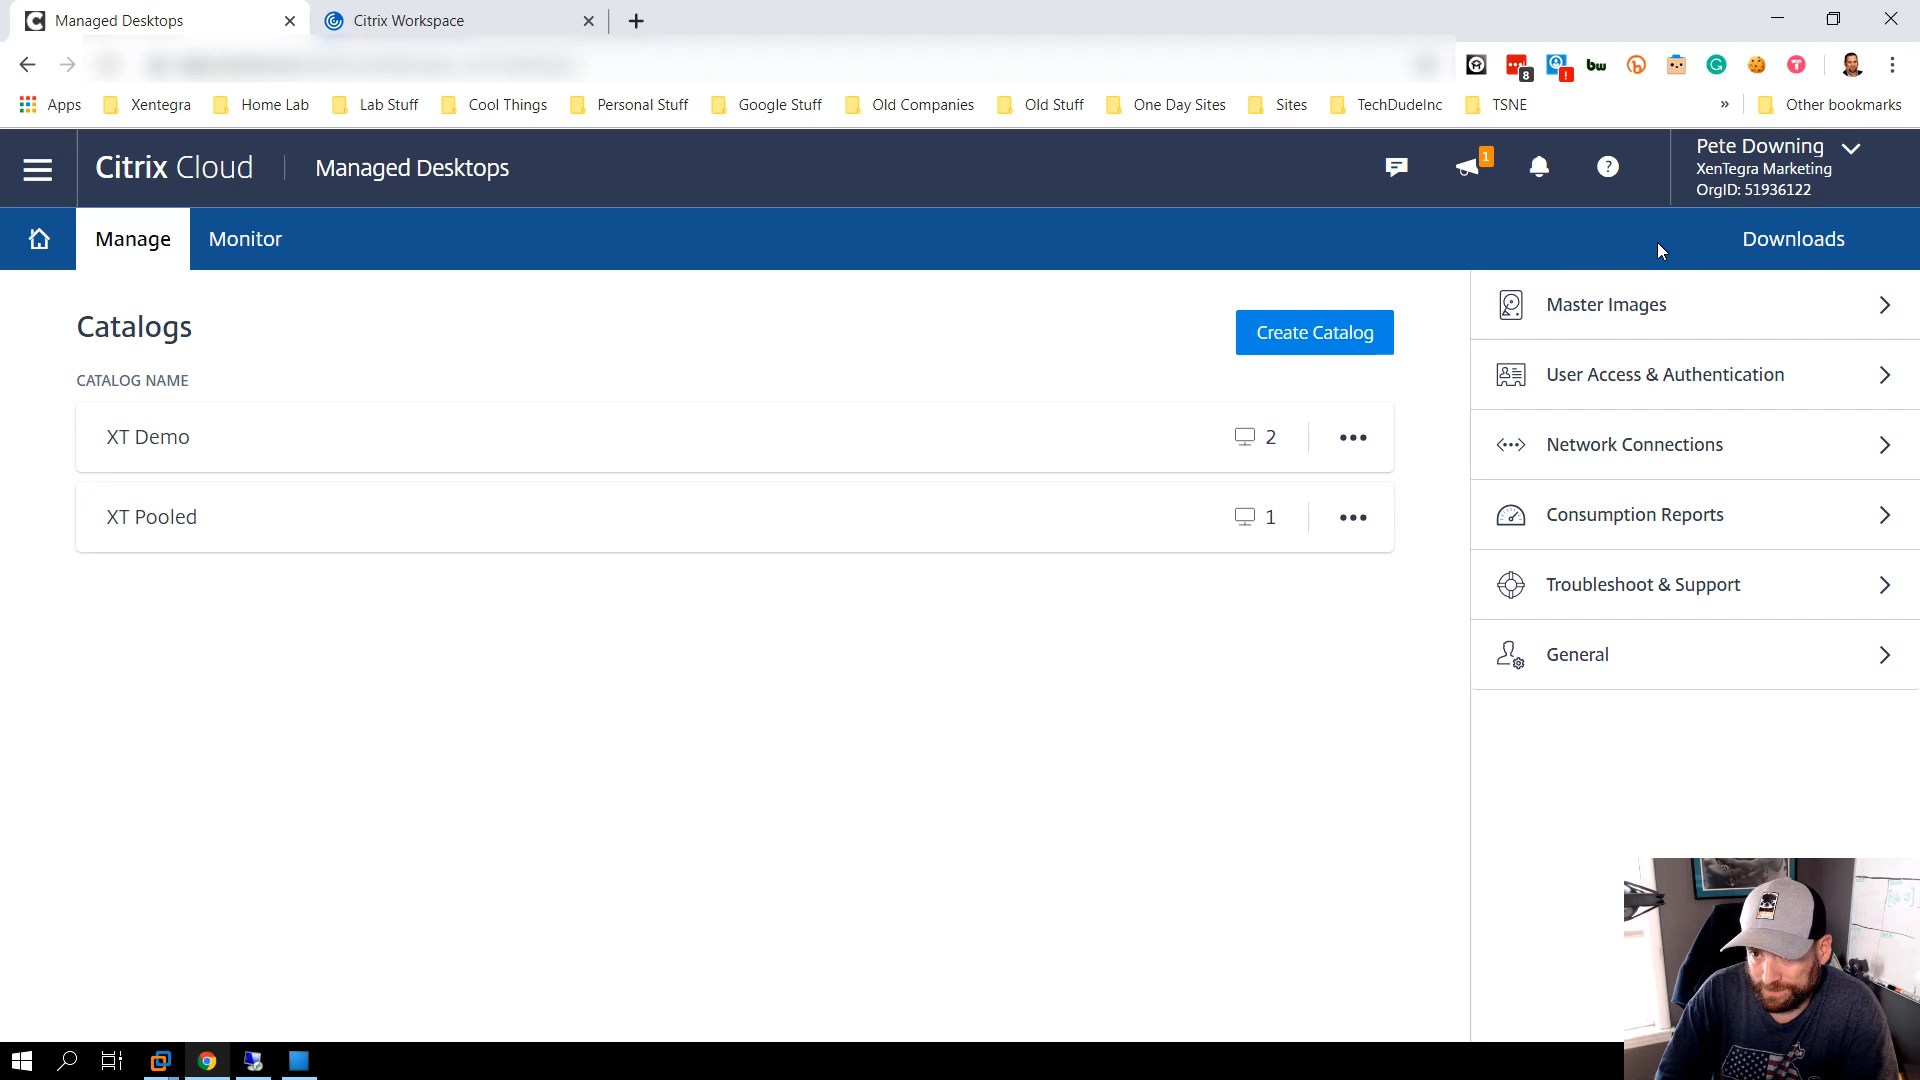 Managed Desktops
Citrix Workspace
8
!
bw
Apps
Xentegra
Home Lab
Lab Stuff
Cool Things
Personal Stuff
Google Stuff
Old Companies
Old Stuff
One Day Sites
Sites
TechDudeInc
TSNE
»
Other bookmarks
Citrix Cloud
Managed Desktops
1
Pete Downing
XenTegra Marketing
OrgID: 51936122
Manage
Monitor
Downloads
Catalogs
Create Catalog
CATALOG NAME
XT Demo
2
XT Pooled
1
Master Images
User Access & Authentication
Network Connections
Consumption Reports
Troubleshoot & Support
General